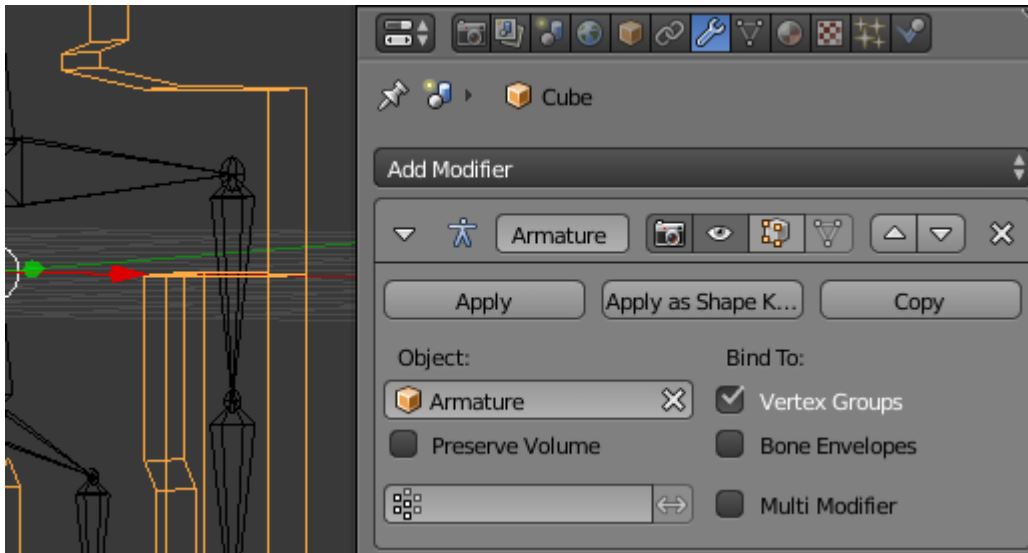 Cube
Add Modifier
Armature
Apply
Apply as Shape K...
Copy
Object:
Bind To:
Armature
Vertex Groups
Preserve Volume
Bone Envelopes
Multi Modifier